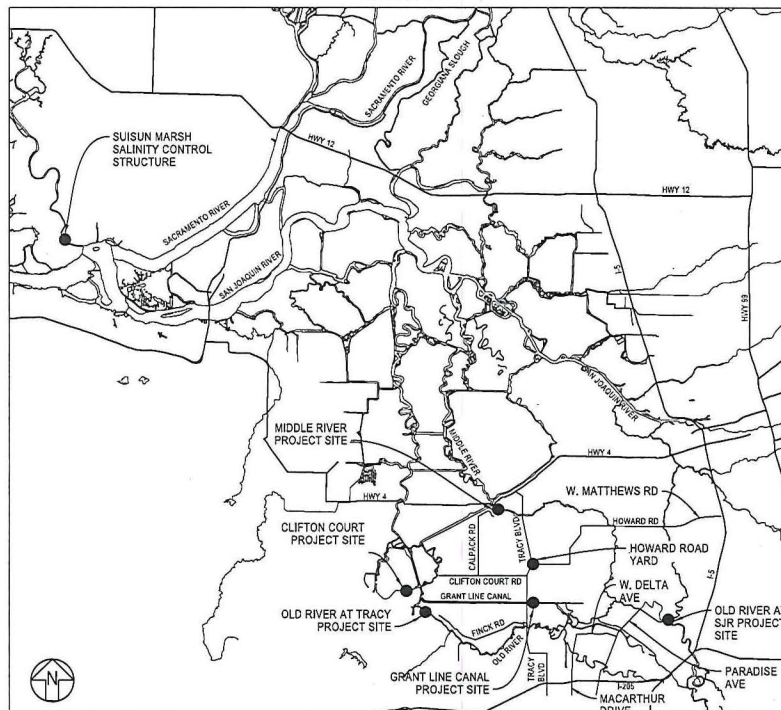 SACRAMENTO RIVER
GEORGIANA SLOUGH
SUISUN MARSH
SALINITY CONTROL
STRUCTURE
HWY 12
HWY 12
SACRAMENTO RIVER
SAN JOAQUIN RIVER
I-5
HWY 99
SAN JOAQUIN RIVER
MIDDLE RIVER
PROJECT SITE
MIDDLE RIVER
HWY 4
HWY 4
W. MATTHEWS RD
CALPACK RD
TRACY BLVD
HOWARD RD
CLIFTON COURT
PROJECT SITE
HOWARD ROAD
YARD
I-5
CLIFTON COURT RD
GRANT LINE CANAL
W. DELTA
AVE
OLD RIVER AT TRACY
PROJECT SITE
OLD RIVER AT
SJR PROJECT
SITE
FINCK RD
OLD RIVER
GRANT LINE CANAL
PROJECT SITE
TRACY
BLVD
I-205
PARADISE
AVE
MACARTHUR
DRIVE
N